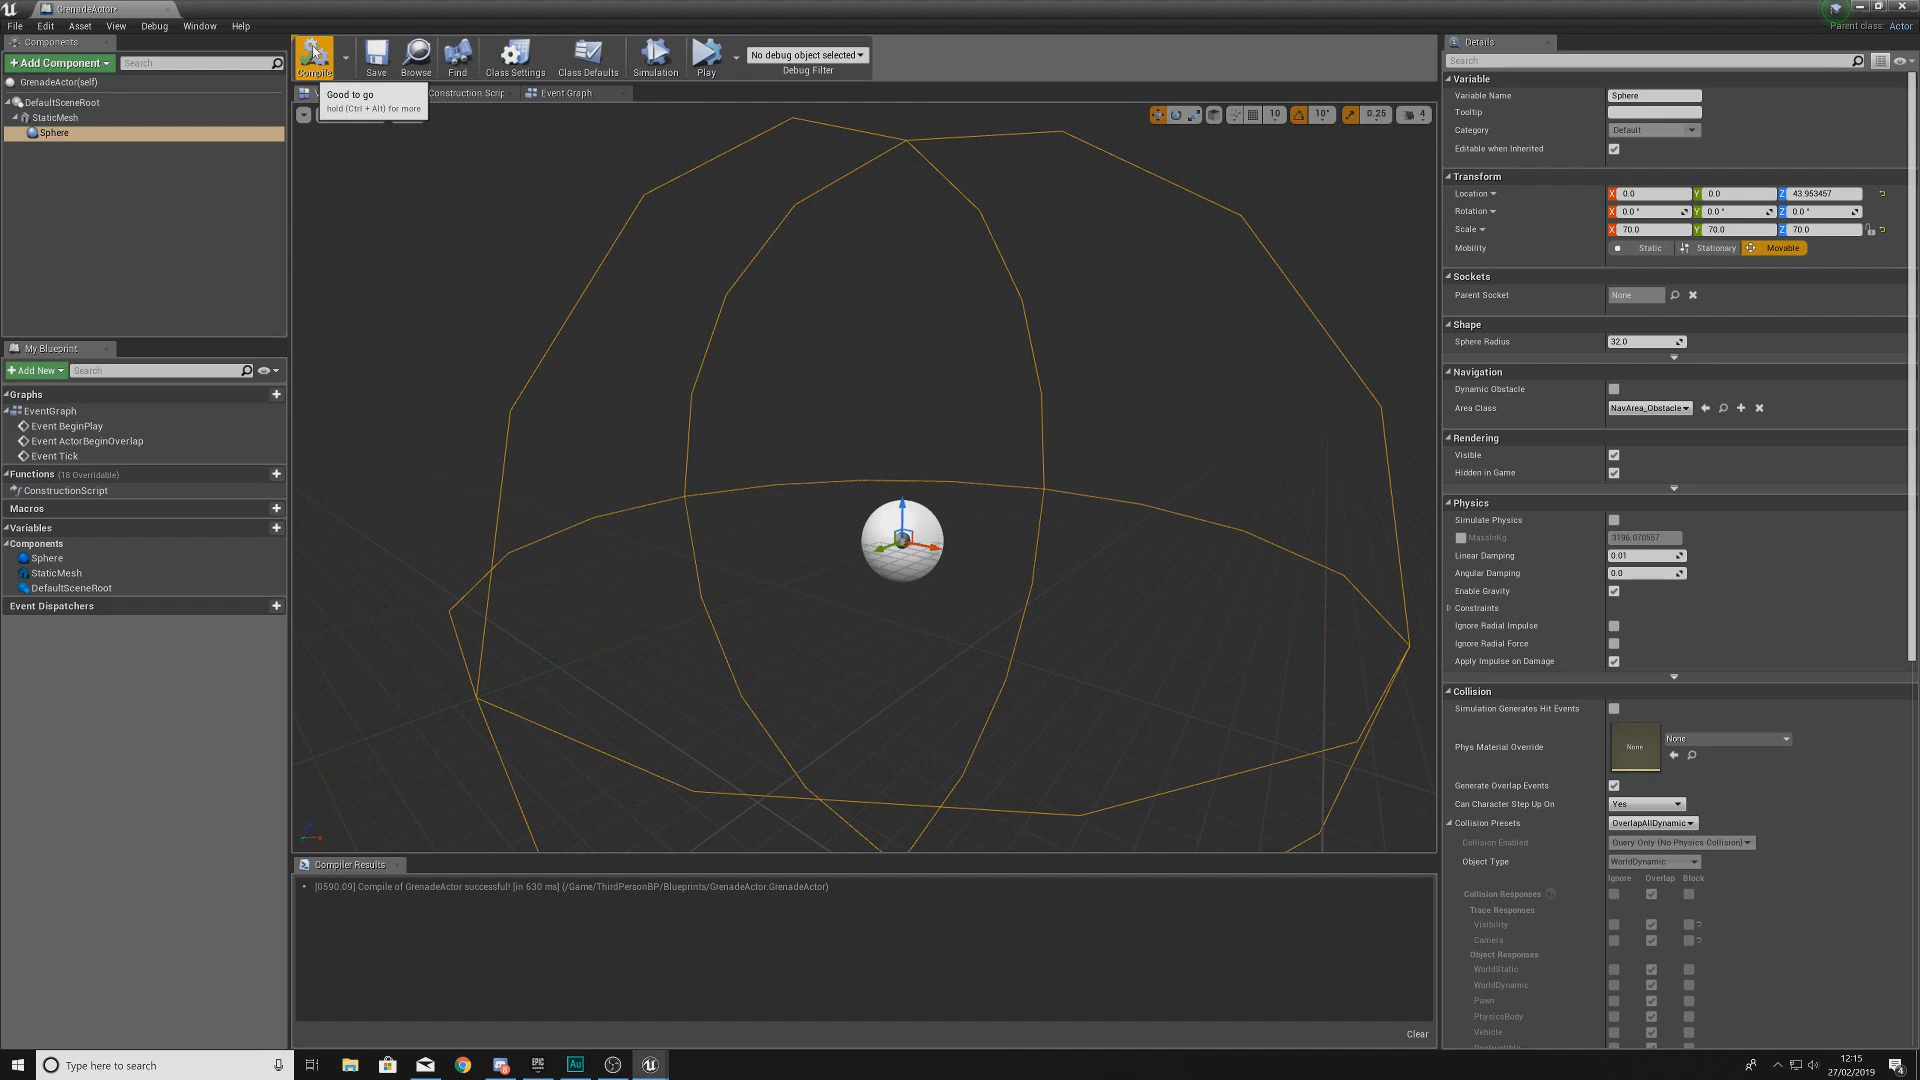 GrenadeActor*
File Edit Asset View Debug Window Help
Parent class: Actor
Components
+ Add Component
Search
GrenadeActor(self)
DefaultSceneRoot
StaticMesh
Sphere
Compile
Save
Browse
Find
Class Settings
Class Defaults
Simulation
Play
No debug object selected
Debug Filter
Good to go
hold (Ctrl + Alt) for more
Construction Scrip
Event Graph
10
10°
0.25
4
My Blueprint
+ Add New
Search
Graphs
EventGraph
Event BeginPlay
Event ActorBeginOverlap
Event Tick
Functions (18 Overridable)
ConstructionScript
Macros
Variables
Components
Sphere
StaticMesh
DefaultSceneRoot
Event Dispatchers
Compiler Results
[0590.09] Compile of GrenadeActor successful! [in 630 ms] (/Game/ThirdPersonBP/Blueprints/GrenadeActor.GrenadeActor)
Clear
Details
Search
Variable
Variable Name Sphere
Tooltip
Category Default
Editable when Inherited
Transform
Location X 0.0 Y 0.0 Z 43.953457
Rotation X 0.0 ° Y 0.0 ° Z 0.0 °
Scale X 70.0 Y 70.0 Z 70.0
Mobility Static Stationary Movable
Sockets
Parent Socket None
Shape
Sphere Radius 32.0
Navigation
Dynamic Obstacle
Area Class NavArea_Obstacle
Rendering
Visible
Hidden in Game
Physics
Simulate Physics
MassInKg 3196.070557
Linear Damping 0.01
Angular Damping 0.0
Enable Gravity
Constraints
Ignore Radial Impulse
Ignore Radial Force
Apply Impulse on Damage
Collision
Simulation Generates Hit Events
Phys Material Override None None
Generate Overlap Events
Can Character Step Up On Yes
Collision Presets OverlapAllDynamic
Collision Enabled Query Only (No Physics Collision)
Object Type WorldDynamic
Ignore Overlap Block
Collision Responses
Trace Responses
Visibility
Camera
Object Responses
WorldStatic
WorldDynamic
Pawn
PhysicsBody
Vehicle
Type here to search
EPIC GAMES
Au
12:15
27/02/2019
4